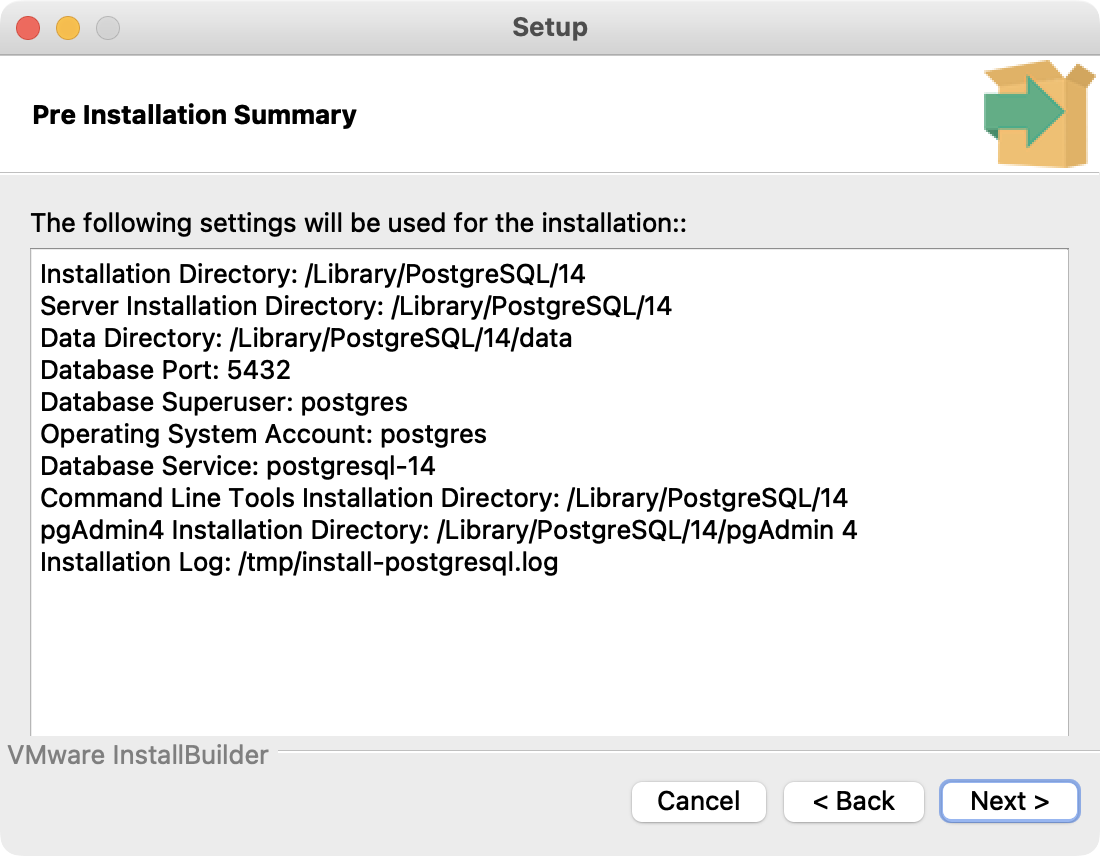 Setup
Pre Installation Summary
The following settings will be used for the installation::
Installation Directory: /Library/PostgreSQL/14
Server Installation Directory: /Library/PostgreSQL/14
Data Directory: /Library/PostgreSQL/14/data
Database Port: 5432
Database Superuser: postgres
Operating System Account: postgres
Database Service: postgresql-14
Command Line Tools Installation Directory: /Library/PostgreSQL/14
pgAdmin4 Installation Directory: /Library/PostgreSQL/14/pgAdmin 4
Installation Log: /tmp/install-postgresql.log
VMware InstallBuilder
Cancel
< Back
Next >